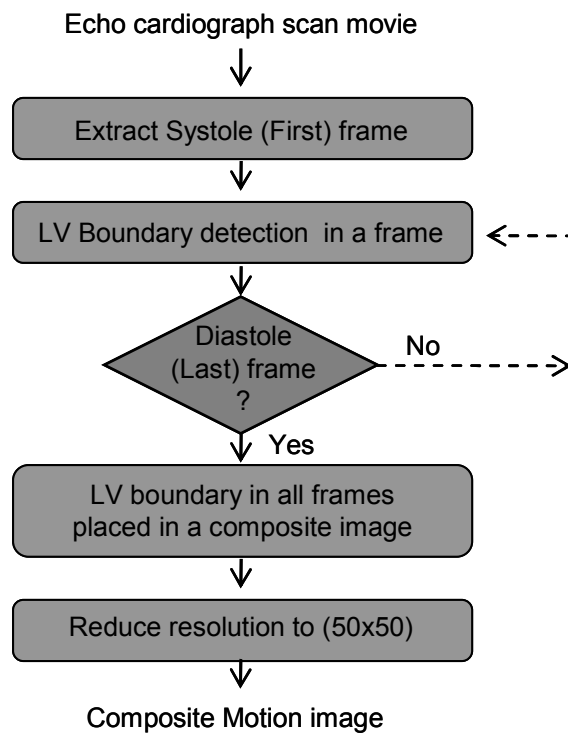 Echo cardiograph scan movie
Extract Systole (First) frame
LV Boundary detection in a frame
Diastole
(Last) frame
?
No
Yes
LV boundary in all frames
placed in a composite image
Reduce resolution to (50x50)
Composite Motion image